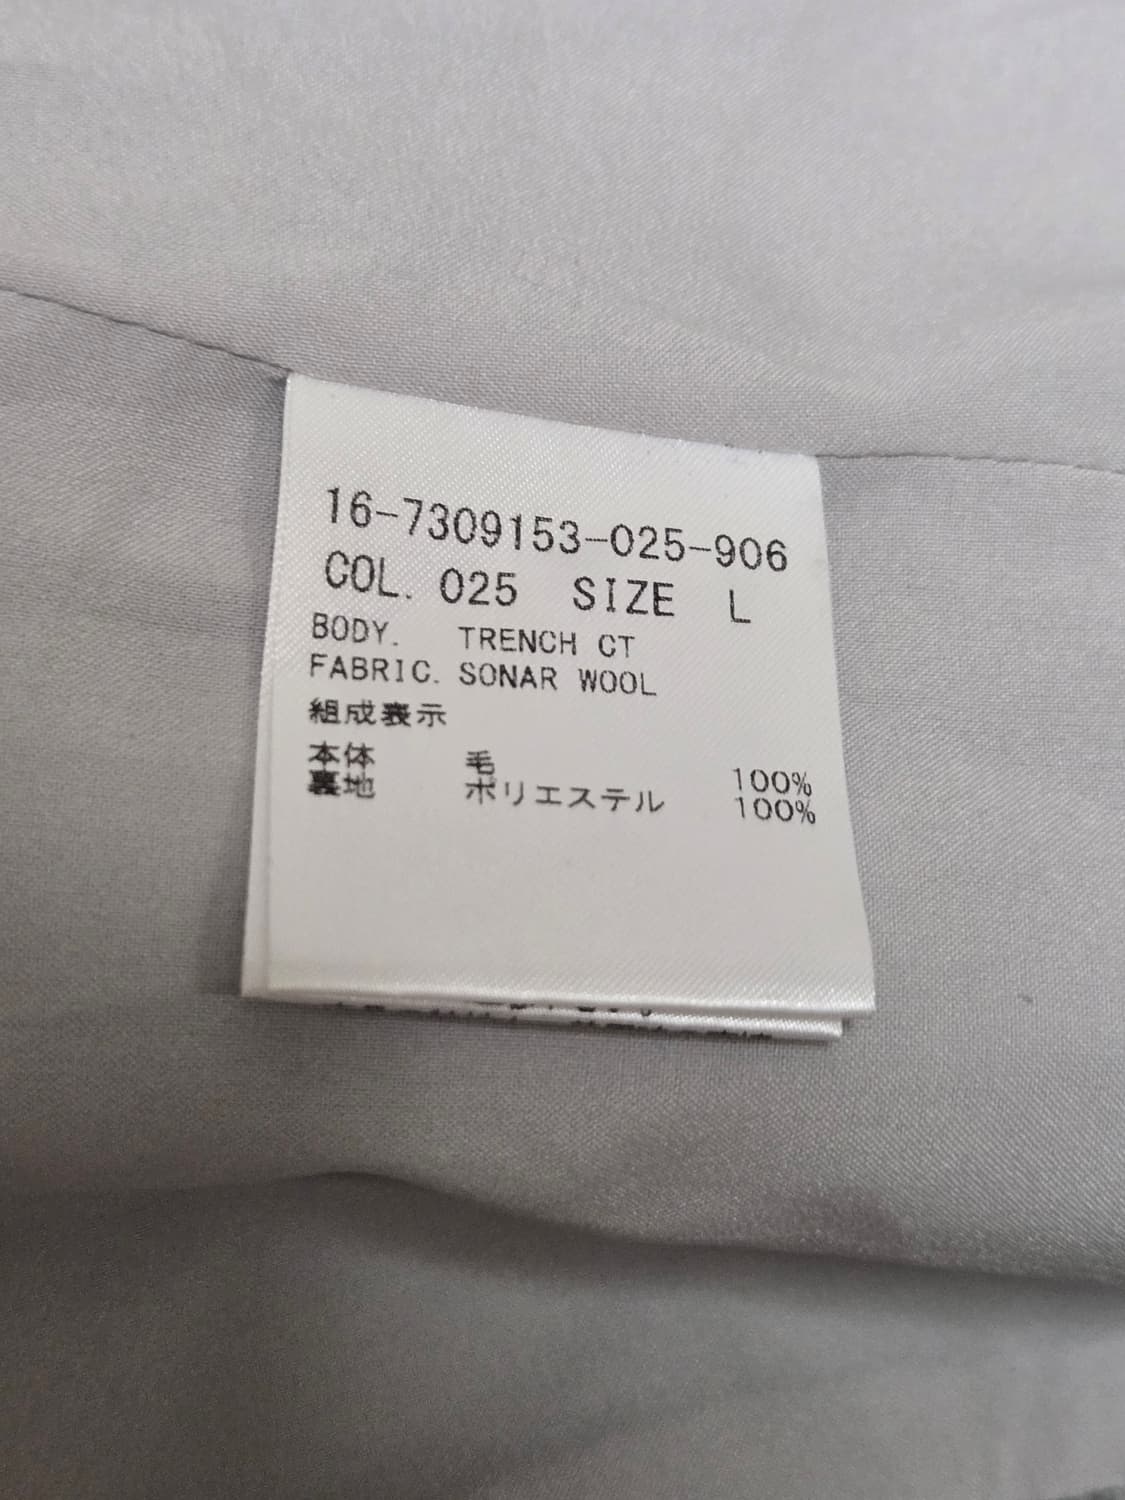 16-7309153-025-906
COL. 025 SIZE L
BODY. TRENCH CT
FABRIC. SONAR WOOL
組成表示
本体 毛 100%
裏地 ポリエステル 100%